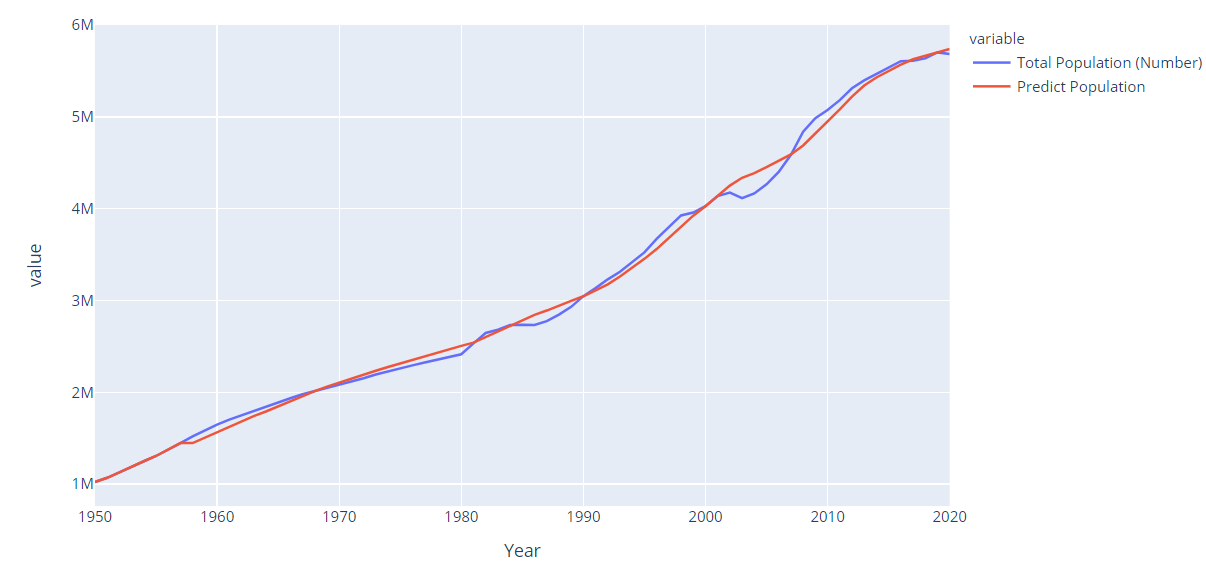 6M
5M
4M
3M
2M
1M
1950 1960 1970 1980 1990 2000 2010 2020
Year
value
variable
Total Population (Number)
Predict Population